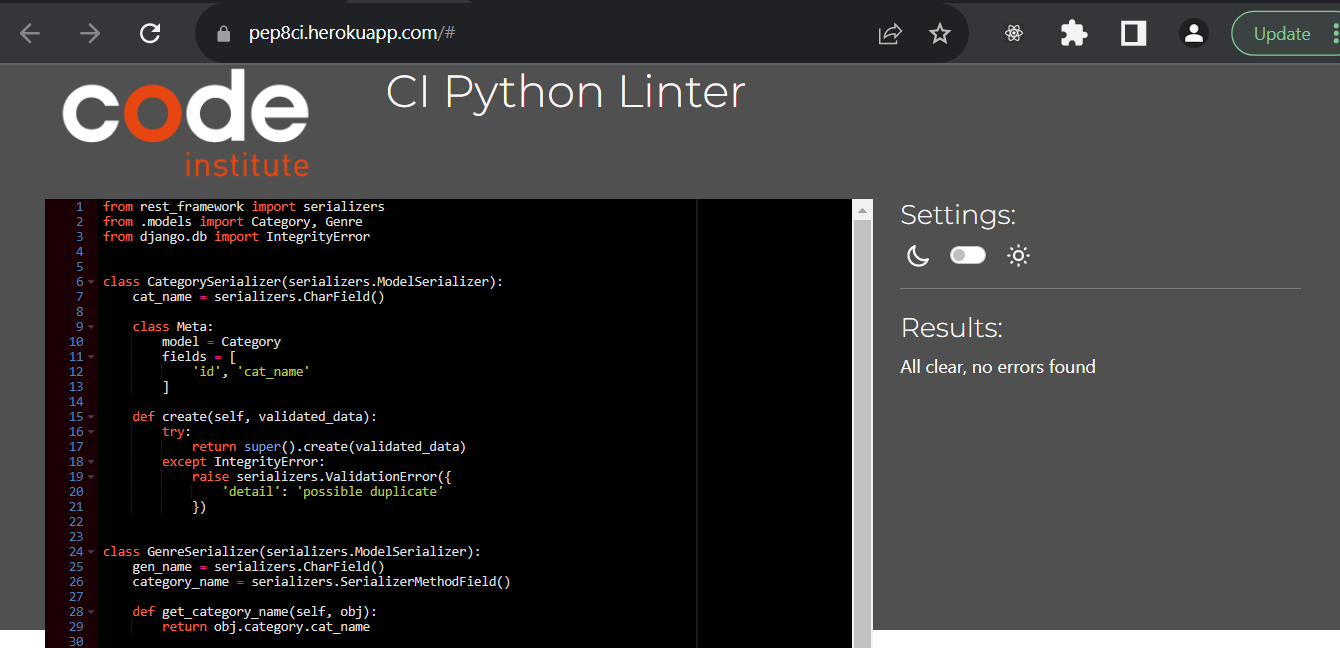 pep8ci.herokuapp.com/#
Update
code
institute
CI Python Linter
1 from rest_framework import serializers
2 from .models import Category, Genre
3 from django.db import IntegrityError
4
5
6 class CategorySerializer(serializers.ModelSerializer):
7     cat_name = serializers.CharField()
8
9     class Meta:
10         model = Category
11         fields = [
12             'id', 'cat_name'
13         ]
14
15     def create(self, validated_data):
16         try:
17             return super().create(validated_data)
18         except IntegrityError:
19             raise serializers.ValidationError({
20                 'detail': 'possible duplicate'
21             })
22
23
24 class GenreSerializer(serializers.ModelSerializer):
25     gen_name = serializers.CharField()
26     category_name = serializers.SerializerMethodField()
27
28     def get_category_name(self, obj):
29         return obj.category.cat_name
30
Settings:
Results:
All clear, no errors found